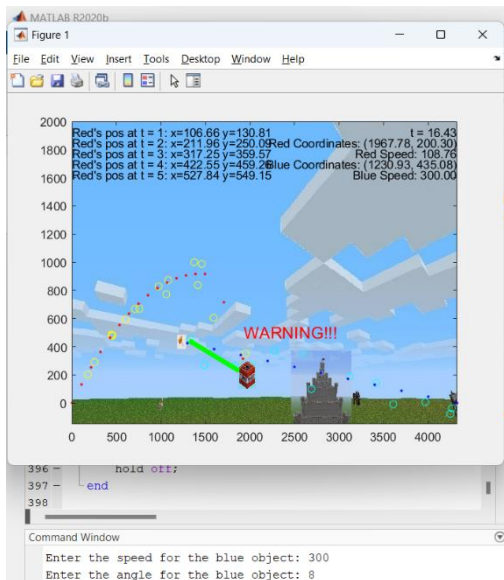 MATLAB R2020b
Figure 1
File Edit View Insert Tools Desktop Window Help
2000
1800
1600
1400
1200
1000
800
600
400
200
0
Red's pos at t = 1: x=106.66 y=130.81
Red's pos at t = 2: x=211.96 y=250.09
Red's pos at t = 3: x=317.25 y=359.57
Red's pos at t = 4: x=422.55 y=459.26
Red's pos at t = 5: x=527.84 y=549.15
t = 16.43
Red Coordinates: (1967.78, 200.30)
Red Speed: 108.76
Blue Coordinates: (1230.93, 435.08)
Blue Speed: 300.00
WARNING!!!
0 500 1000 1500 2000 2500 3000 3500 4000
396 hold off;
397 end
398
Command Window
Enter the speed for the blue object: 300
Enter the angle for the blue object: 8